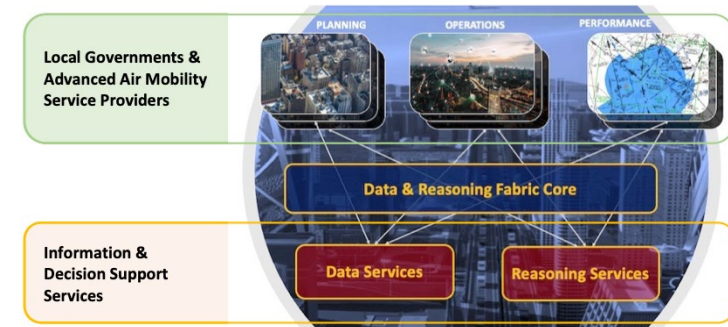 PLANNING
OPERATIONS
PERFORMANCE
Local Governments &
Advanced Air Mobility
Service Providers
Data & Reasoning Fabric Core
Information &
Decision Support
Services
Data Services
Reasoning Services